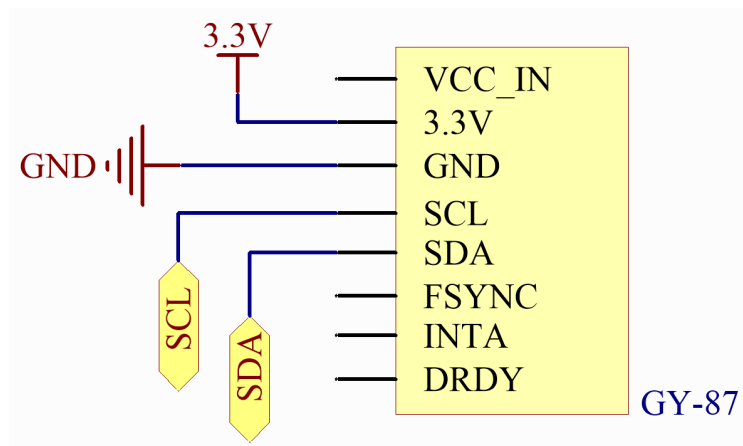 3.3V
VCC_IN
3.3V
GND
GND
SCL
SDA
FSYNC
INTA
DRDY
SCL
SDA
GY-87